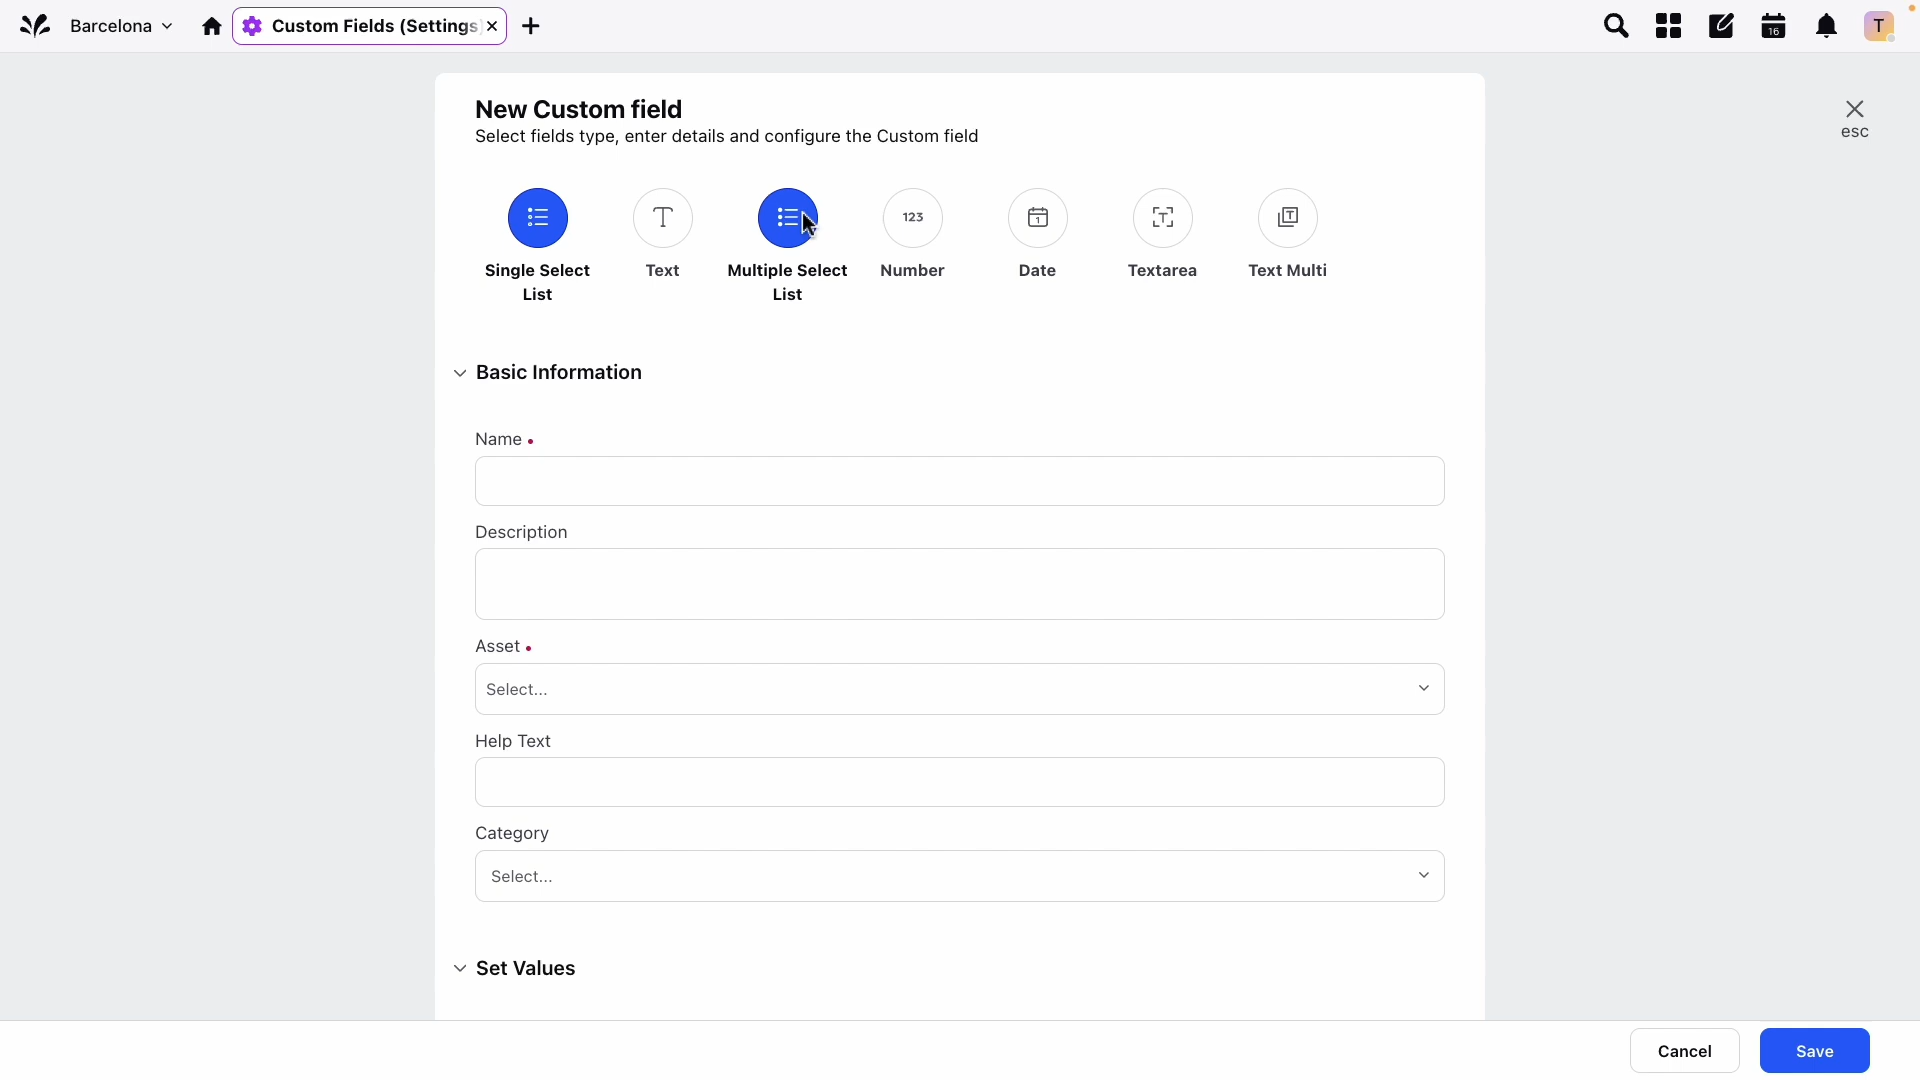 Barcelona
Custom Fields (Settings
16
T
New Custom field
Select fields type, enter details and configure the Custom field
esc
T
123
1
T
T
Single Select
List
Text
Multiple Select
List
Number
Date
Textarea
Text Multi
Basic Information
Name
Description
Asset
Select...
Help Text
Category
Select...
Set Values
Cancel
Save